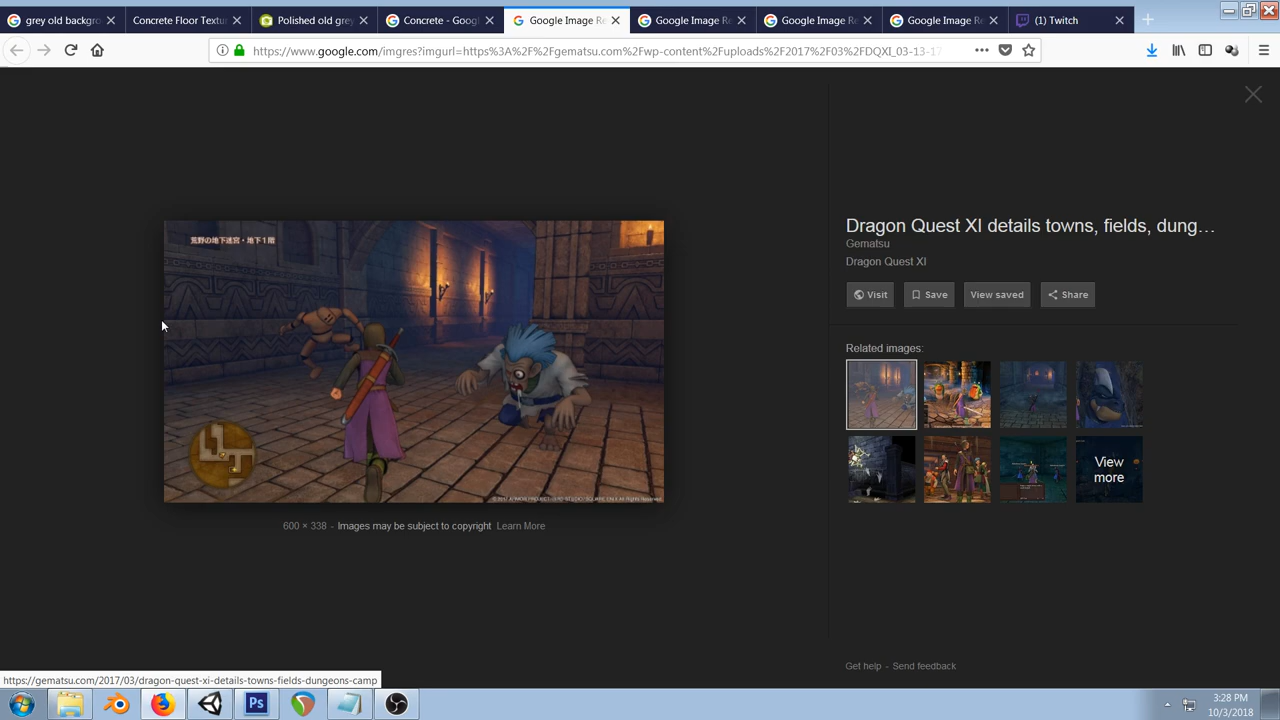 grey old backgro
Concrete Floor Textur
Polished old grey
Concrete - Googl
Google Image Re
Google Image Re
Google Image Re
Google Image Re
(1) Twitch
https://www.google.com/imgres?imgurl=https%3A%2F%2Fgematsu.com%2Fwp-content%2Fuploads%2F2017%2F03%2FDQXI_03-13-17
荒野の地下迷宮・地下1階
Dragon Quest XI details towns, fields, dung…
Gematsu
Dragon Quest XI
Visit
Save
View saved
Share
Related images:
View
more
600 × 338 - Images may be subject to copyright Learn More
Get help - Send feedback
https://gematsu.com/2017/03/dragon-quest-xi-details-towns-fields-dungeons-camp
Ps
3:28 PM
10/3/2018